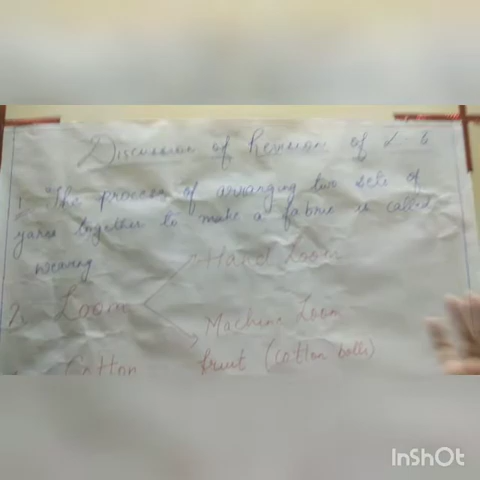 Discussion of Revision of L-6
1. The process of arranging two sets of
yarns together to make a fabric is called
weaving
2. Loom
Hand Loom
Machine Loom
Cotton fruit (cotton bolls)
InShOt